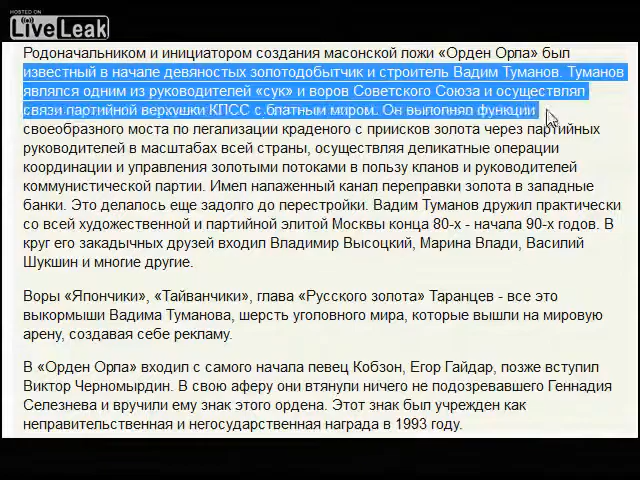 HOSTED ON
LiveLeak
Родоначальником и инициатором создания масонской ложи «Орден Орла» был
известный в начале девяностых золотодобытчик и строитель Вадим Туманов. Туманов
являлся одним из руководителей «сук» и воров Советского Союза и осуществлял
связи партийной верхушки КПСС с блатным миром. Он выполнял функции
своеобразного моста по легализации краденого с приисков золота через партийных
руководителей в масштабах всей страны, осуществляя деликатные операции
координации и управления золотыми потоками в пользу кланов и руководителей
коммунистической партии. Имел налаженный канал переправки золота в западные
банки. Это делалось еще задолго до перестройки. Вадим Туманов дружил практически
со всей художественной и партийной элитой Москвы конца 80-х - начала 90-х годов. В
круг его закадычных друзей входил Владимир Высоцкий, Марина Влади, Василий
Шукшин и многие другие.
Воры «Япончики», «Тайванчики», глава «Русского золота» Таранцев - все это
выкормыши Вадима Туманова, шерсть уголовного мира, которые вышли на мировую
арену, создавая себе рекламу.
В «Орден Орла» входил с самого начала певец Кобзон, Егор Гайдар, позже вступил
Виктор Черномырдин. В свою аферу они втянули ничего не подозревавшего Геннадия
Селезнева и вручили ему знак этого ордена. Этот знак был учрежден как
неправительственная и негосударственная награда в 1993 году.